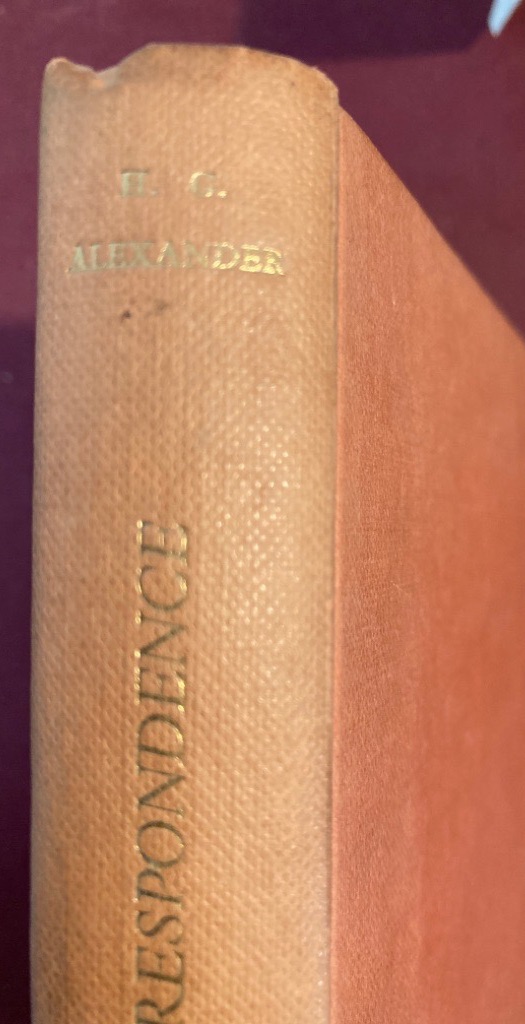 H. G.
ALEXANDER
RESPONDENCE